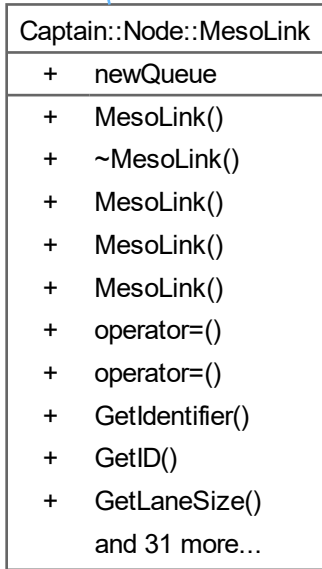 Captain::Node::MesoLink
+ newQueue
+ MesoLink()
+ ~MesoLink()
+ MesoLink()
+ MesoLink()
+ MesoLink()
+ operator=()
+ operator=()
+ GetIdentifier()
+ GetID()
+ GetLaneSize()
and 31 more...